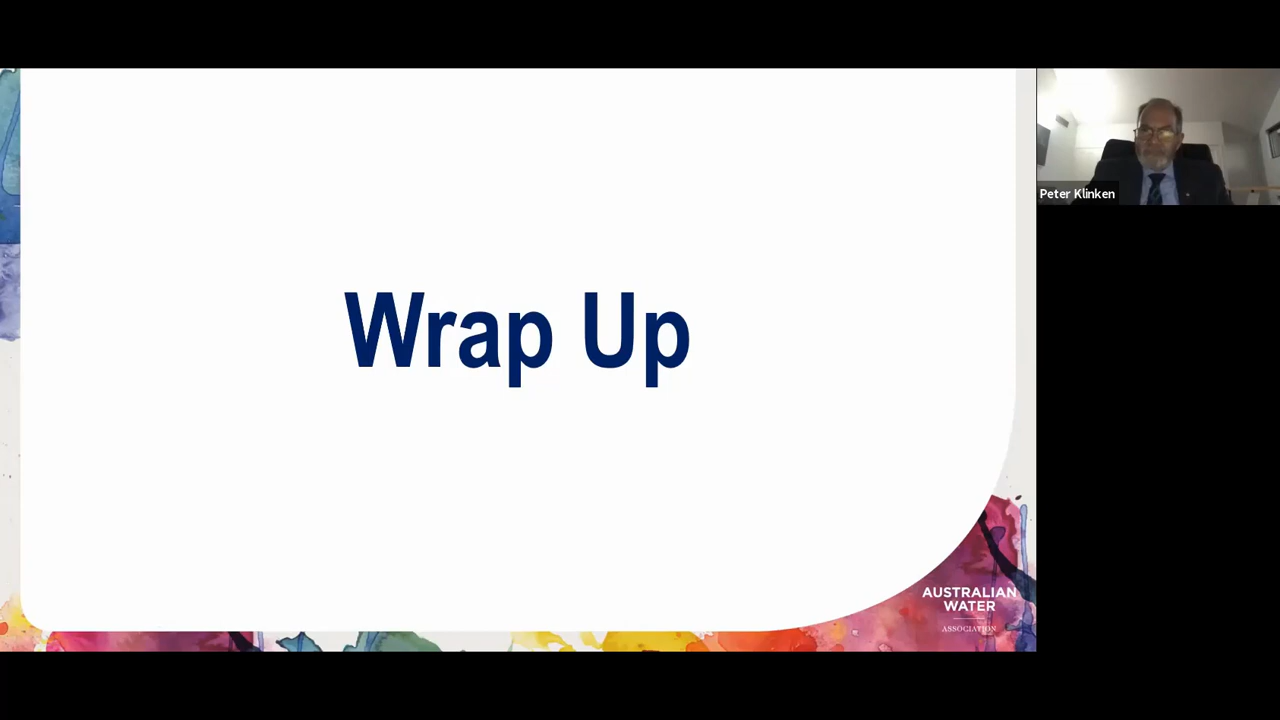 Wrap Up
Peter Klinken
AUSTRALIAN
WATER
ASSOCIATION